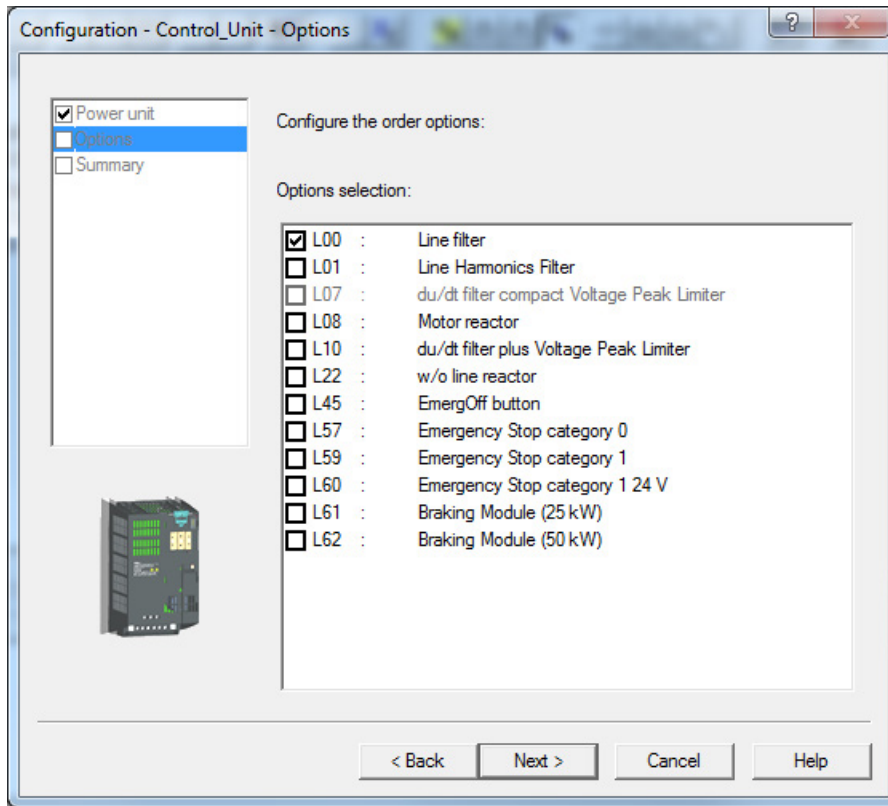 Configuration - Control_Unit - Options
?
X
Power unit
Options
Summary
Configure the order options:
Options selection:
L00 : Line filter
L01 : Line Harmonics Filter
L07 : du/dt filter compact Voltage Peak Limiter
L08 : Motor reactor
L10 : du/dt filter plus Voltage Peak Limiter
L22 : w/o line reactor
L45 : EmergOff button
L57 : Emergency Stop category 0
L59 : Emergency Stop category 1
L60 : Emergency Stop category 1 24 V
L61 : Braking Module (25 kW)
L62 : Braking Module (50 kW)
< Back
Next >
Cancel
Help